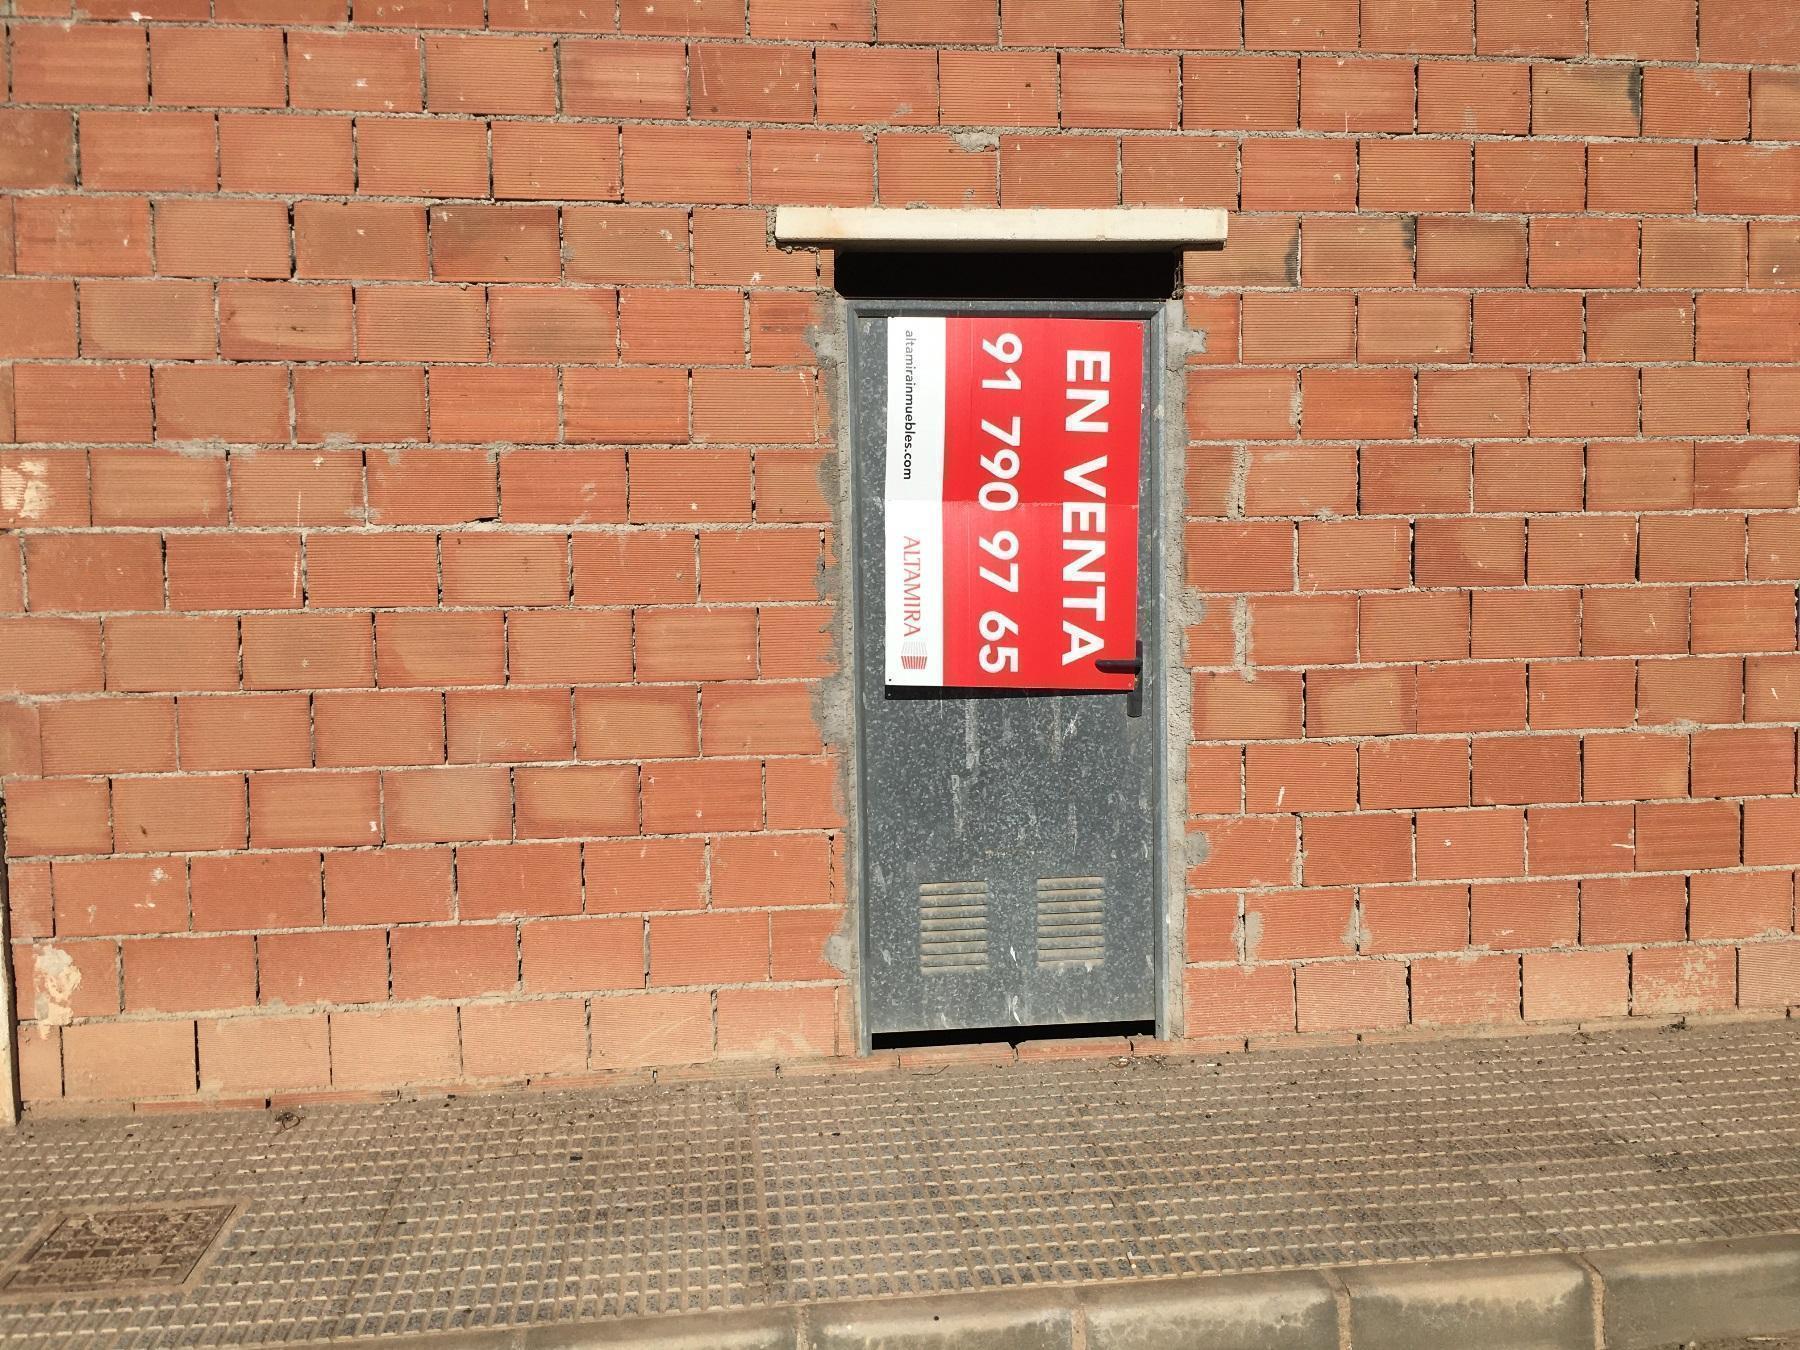 EN VENTA
91 790 97 65
altamirainmuebles.com
ALTAMIRA